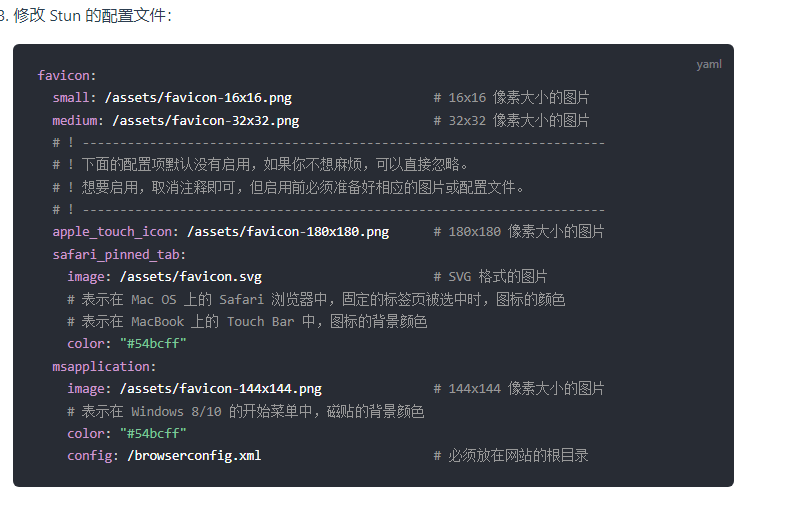 3. 修改 Stun 的配置文件：
yaml
favicon:
  small: /assets/favicon-16x16.png                   # 16x16 像素大小的图片
  medium: /assets/favicon-32x32.png                  # 32x32 像素大小的图片
  # ! ----------------------------------------------------------------------
  # ! 下面的配置项默认没有启用，如果你不想麻烦，可以直接忽略。
  # ! 想要启用，取消注释即可，但启用前必须准备好相应的图片或配置文件。
  # ! ----------------------------------------------------------------------
  apple_touch_icon: /assets/favicon-180x180.png      # 180x180 像素大小的图片
  safari_pinned_tab:
    image: /assets/favicon.svg                       # SVG 格式的图片
    # 表示在 Mac OS 上的 Safari 浏览器中，固定的标签页被选中时，图标的颜色
    # 表示在 MacBook 上的 Touch Bar 中，图标的背景颜色
    color: "#54bcff"
  msapplication:
    image: /assets/favicon-144x144.png               # 144x144 像素大小的图片
    # 表示在 Windows 8/10 的开始菜单中，磁贴的背景颜色
    color: "#54bcff"
    config: /browserconfig.xml                       # 必须放在网站的根目录